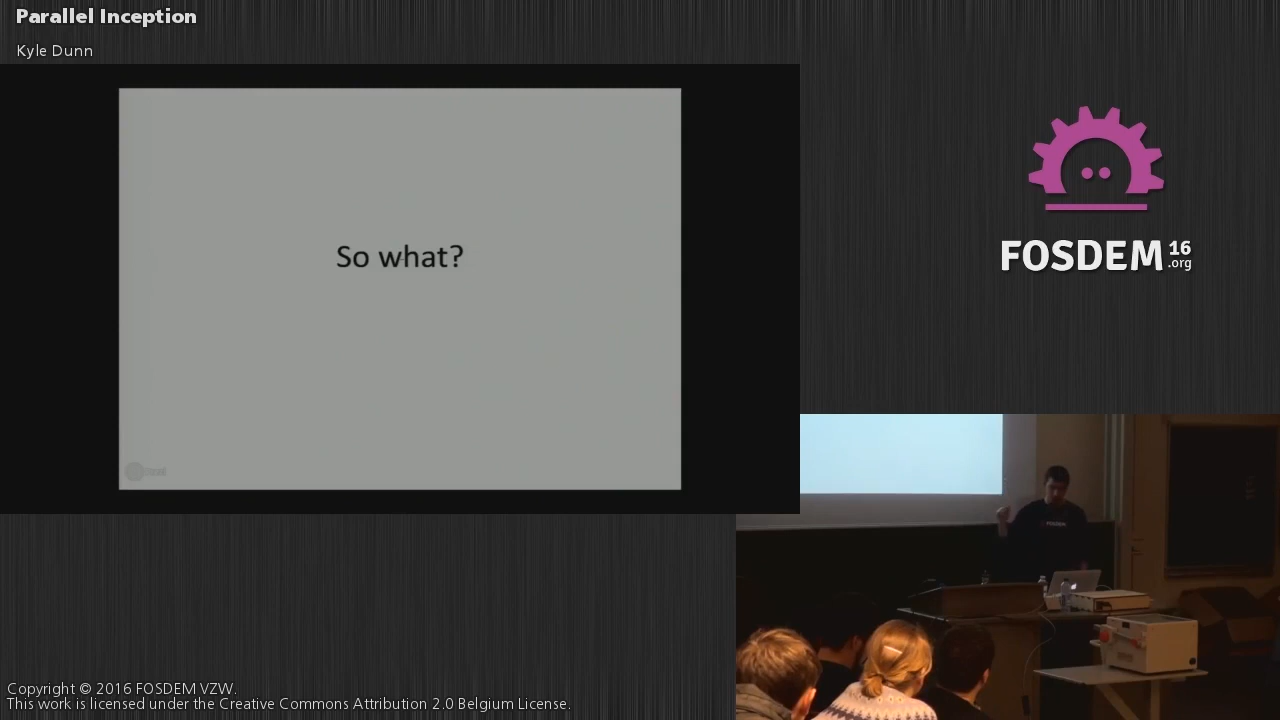 Parallel Inception
Kyle Dunn
So what?
FOSDEM 16
.org
FOSDEM
Copyright © 2016 FOSDEM VZW.
This work is licensed under the Creative Commons Attribution 2.0 Belgium License.